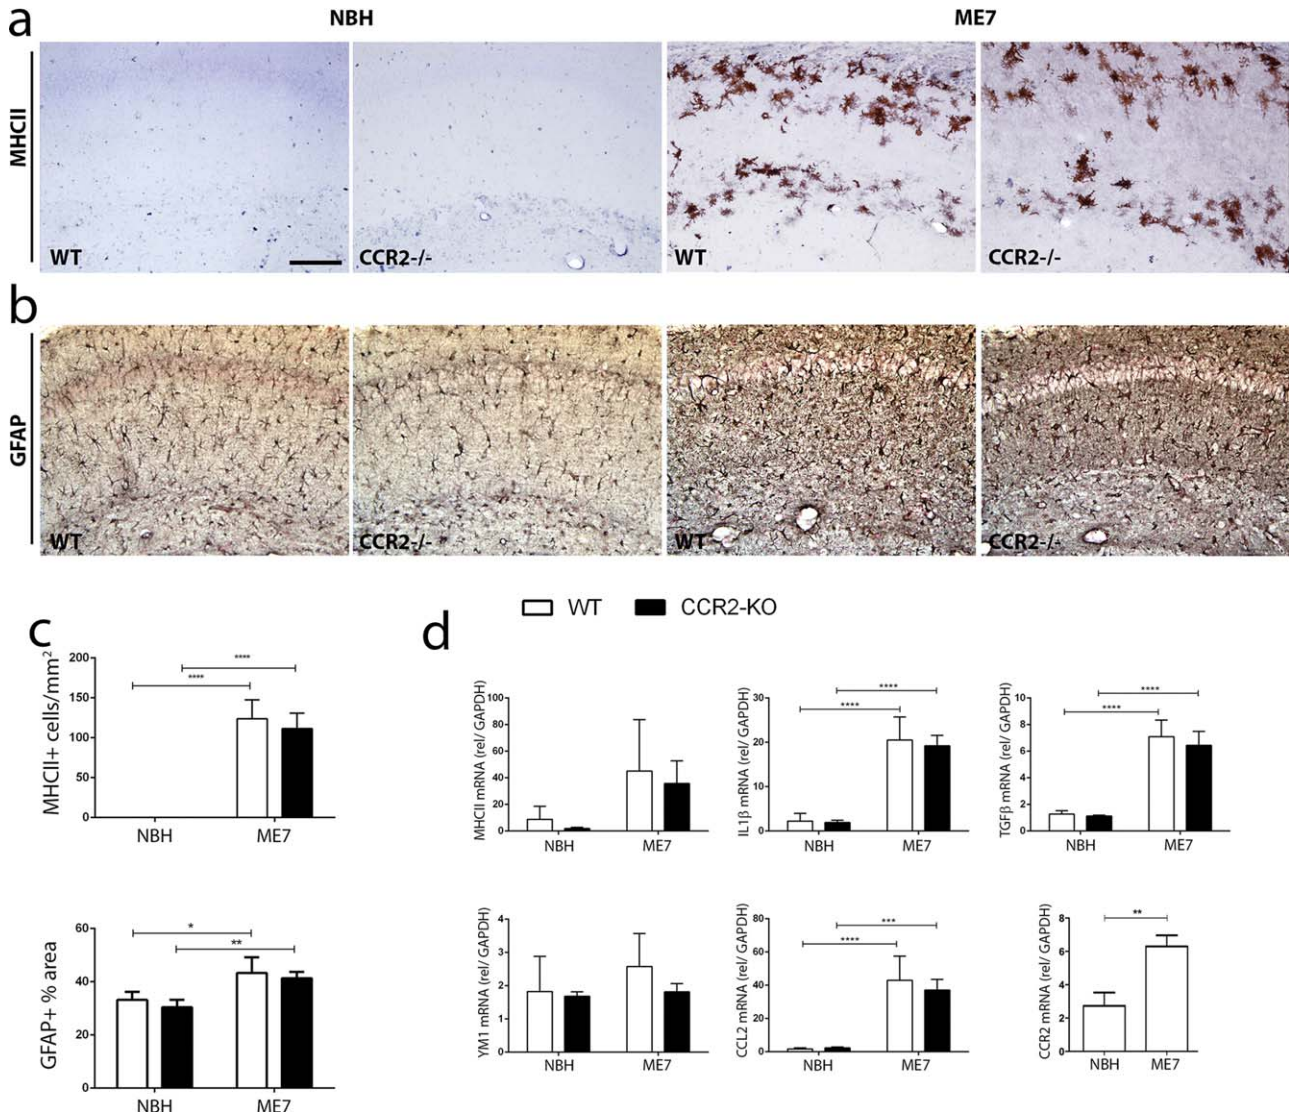 a
NBH
ME7
MHCII
WT
CCR2-/-
WT
CCR2-/-
b
GFAP
WT
CCR2-/-
WT
CCR2-/-
WT
CCR2-KO
c
MHCII+ cells/mm²
200
150
100
50
0
****
****
NBH
ME7
GFAP+ % area
60
40
20
0
*
**
NBH
ME7
d
MHCII mRNA (rel/ GAPDH)
100
80
60
40
20
0
NBH
ME7
IL1β mRNA (rel/ GAPDH)
30
20
10
0
****
****
NBH
ME7
TGFβ mRNA (rel/ GAPDH)
10
8
6
4
2
0
****
****
NBH
ME7
YM1 mRNA (rel/ GAPDH)
4
3
2
1
0
NBH
ME7
CCL2 mRNA (rel/ GAPDH)
80
60
40
20
0
***
****
NBH
ME7
CCR2 mRNA (rel/ GAPDH)
8
6
4
2
0
**
NBH
ME7